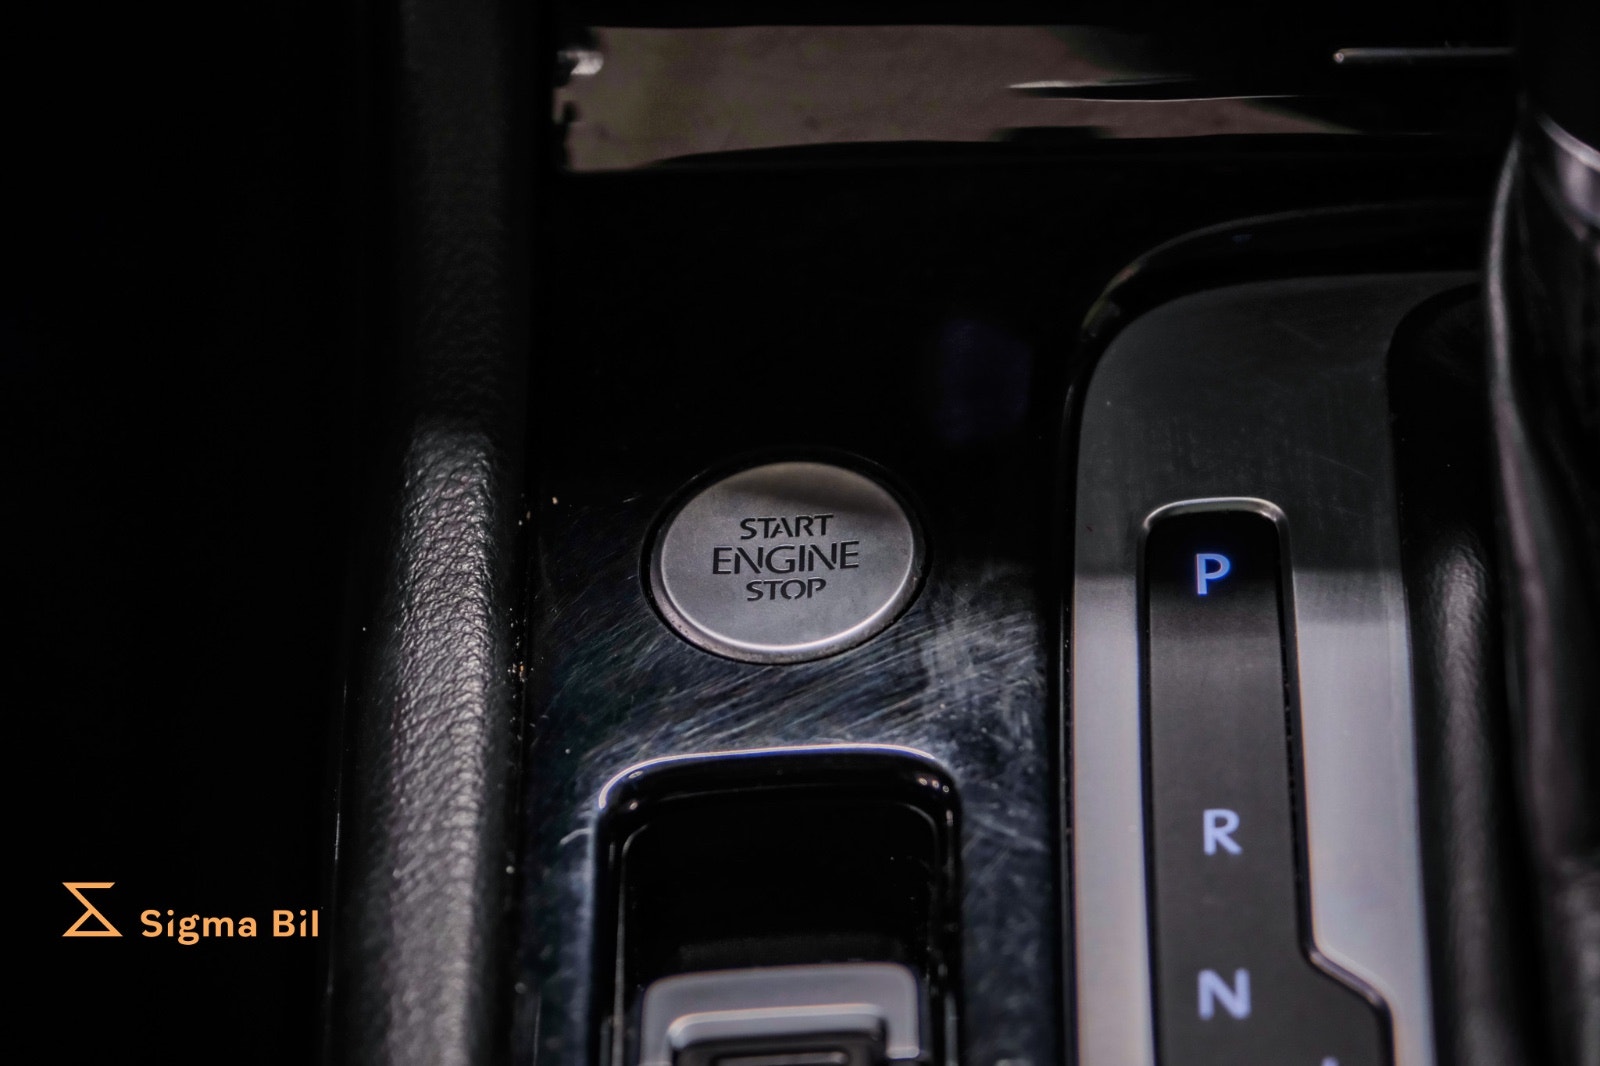 START
ENGINE
STOP
P
R
N
Sigma Bil